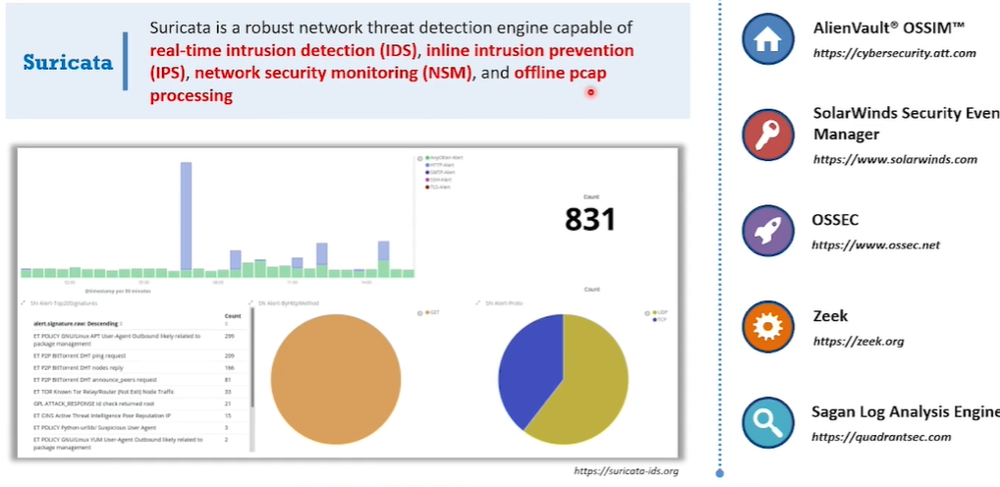 Suricata
Suricata is a robust network threat detection engine capable of
real-time intrusion detection (IDS), inline intrusion prevention
(IPS), network security monitoring (NSM), and offline pcap
processing
AnyOther-Alert
HTTP-Alert
SMTP-Alert
SSH-Alert
TLS-Alert
Count
831
@timestamp per 30 minutes
Count
SN Alert-Top20Signatures
alert.signature.raw: Descending
Count
ET POLICY GNU/Linux APT User-Agent Outbound likely related to
package management
299
ET P2P BitTorrent DHT ping request
209
ET P2P BitTorrent DHT nodes reply
166
ET P2P BitTorrent DHT announce_peers request
81
ET TOR Known Tor Relay/Router (Not Exit) Node Traffic
33
GPL ATTACK_RESPONSE id check returned root
21
ET CINS Active Threat Intelligence Poor Reputation IP
15
ET POLICY Python-urllib/ Suspicious User Agent
3
ET POLICY GNU/Linux YUM User-Agent Outbound likely related to
package management
2
SN Alert-ByHttpMethod
GET
SN-Alert-Proto
UDP
TCP
https://suricata-ids.org
AlienVault® OSSIM™
https://cybersecurity.att.com
SolarWinds Security Even
Manager
https://www.solarwinds.com
OSSEC
https://www.ossec.net
Zeek
https://zeek.org
Sagan Log Analysis Engine
https://quadrantsec.com